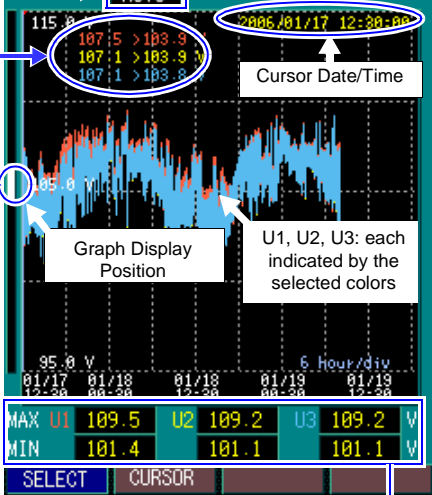 115.0 V
2006/01/17 12:30:00
107.5 >103.9 V
107.1 >103.9 V
107.1 >103.8 V
Cursor Date/Time
105.0 V
Graph Display
Position
U1, U2, U3: each
indicated by the
selected colors
95.0 V
6 hour/div
01/17 01/18 01/18 01/19 01/19
12:30 00:30 12:30 00:30 12:30
MAX U1 109.5 U2 109.2 U3 109.2 V
MIN 101.4 101.1 101.1 V
SELECT CURSOR